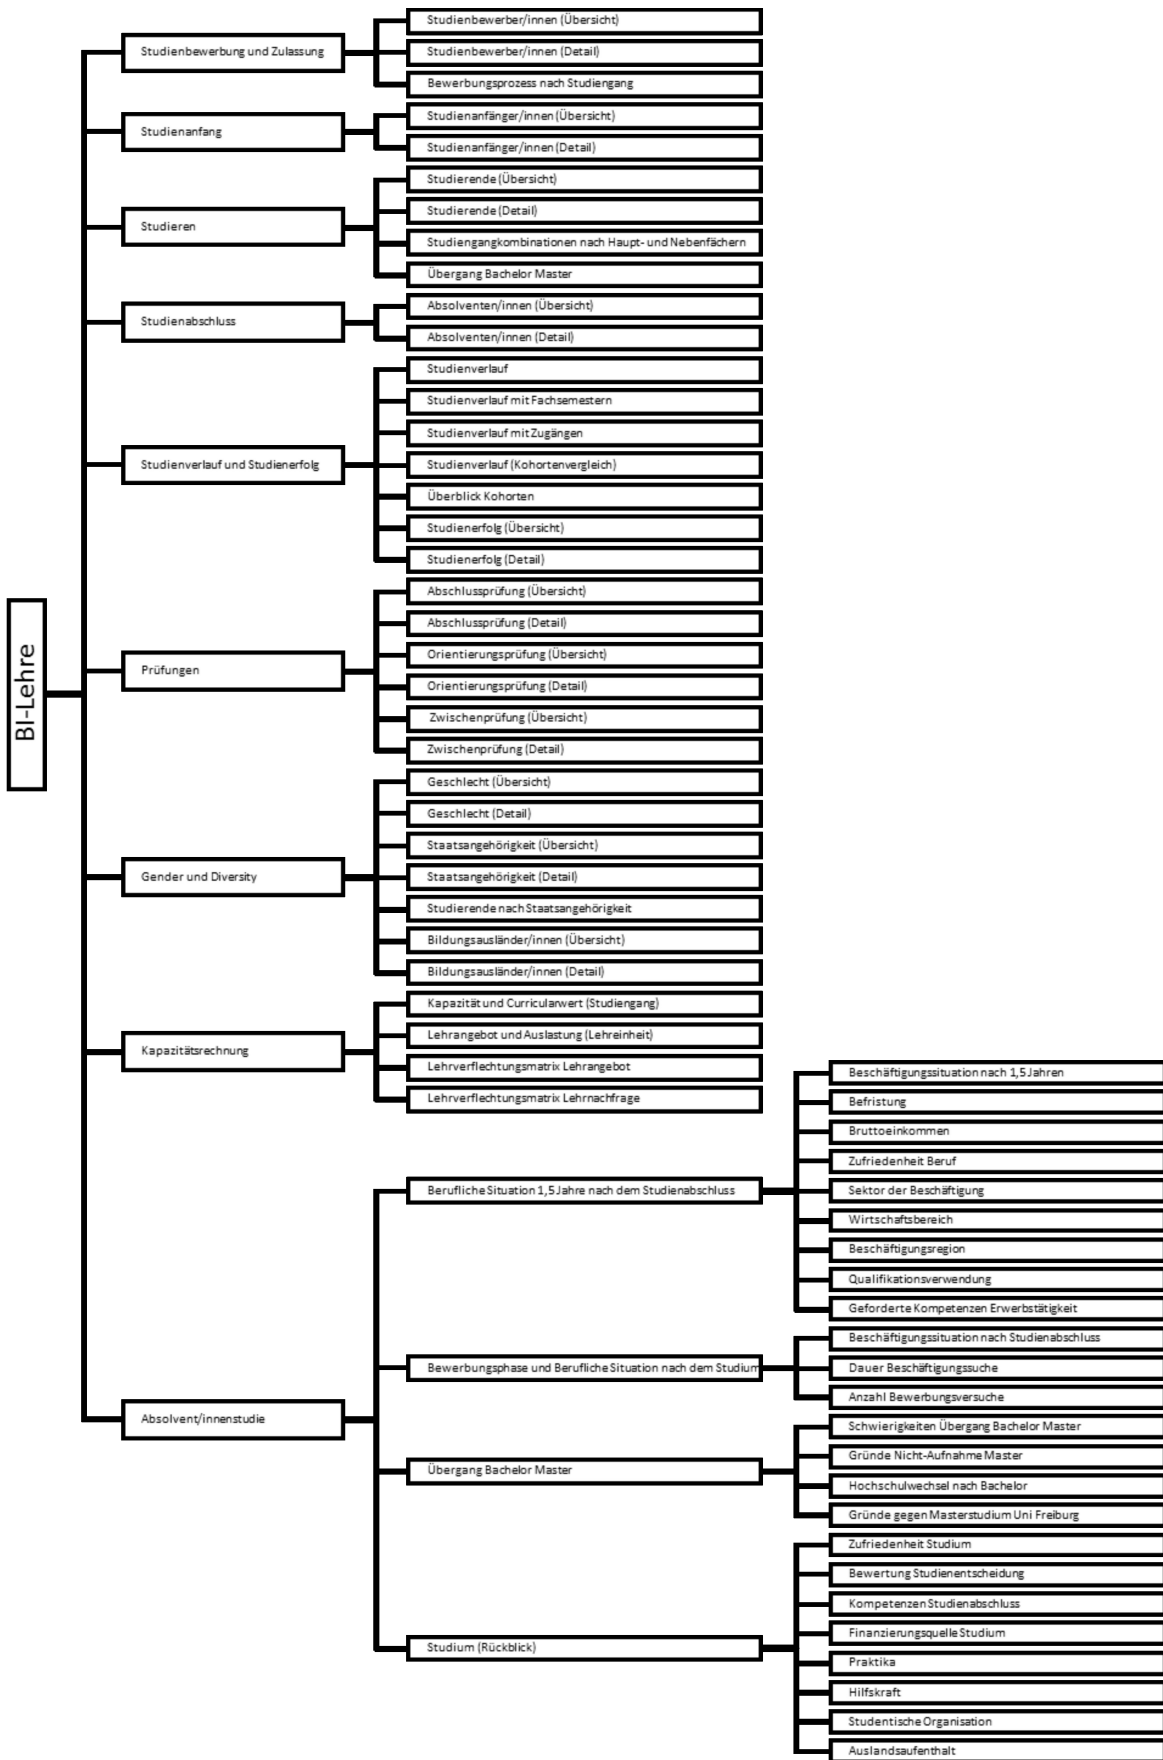 BI-Lehre
Studienbewerbung und Zulassung
Studienbewerber/innen (Übersicht)
Studienbewerber/innen (Detail)
Bewerbungsprozess nach Studiengang
Studienanfang
Studienanfänger/innen (Übersicht)
Studienanfänger/innen (Detail)
Studieren
Studierende (Übersicht)
Studierende (Detail)
Studiengangkombinationen nach Haupt- und Nebenfächern
Übergang Bachelor Master
Studienabschluss
Absolventen/innen (Übersicht)
Absolventen/innen (Detail)
Studienverlauf und Studienerfolg
Studienverlauf
Studienverlauf mit Fachsemestern
Studienverlauf mit Zugängen
Studienverlauf (Kohortenvergleich)
Überblick Kohorten
Studienerfolg (Übersicht)
Studienerfolg (Detail)
Prüfungen
Abschlussprüfung (Übersicht)
Abschlussprüfung (Detail)
Orientierungsprüfung (Übersicht)
Orientierungsprüfung (Detail)
Zwischenprüfung (Übersicht)
Zwischenprüfung (Detail)
Gender und Diversity
Geschlecht (Übersicht)
Geschlecht (Detail)
Staatsangehörigkeit (Übersicht)
Staatsangehörigkeit (Detail)
Studierende nach Staatsangehörigkeit
Bildungsausländer/innen (Übersicht)
Bildungsausländer/innen (Detail)
Kapazitätsrechnung
Kapazität und Curricularwert (Studiengang)
Lehrangebot und Auslastung (Lehreinheit)
Lehrverflechtungsmatrix Lehrangebot
Lehrverflechtungsmatrix Lehrnachfrage
Absolvent/innenstudie
Berufliche Situation 1,5 Jahre nach dem Studienabschluss
Beschäftigungssituation nach 1,5 Jahren
Befristung
Bruttoeinkommen
Zufriedenheit Beruf
Sektor der Beschäftigung
Wirtschaftsbereich
Beschäftigungsregion
Qualifikationsverwendung
Geforderte Kompetenzen Erwerbstätigkeit
Bewerbungsphase und Berufliche Situation nach dem Studium
Beschäftigungssituation nach Studienabschluss
Dauer Beschäftigungssuche
Anzahl Bewerbungsversuche
Übergang Bachelor Master
Schwierigkeiten Übergang Bachelor Master
Gründe Nicht-Aufnahme Master
Hochschulwechsel nach Bachelor
Gründe gegen Masterstudium Uni Freiburg
Studium (Rückblick)
Zufriedenheit Studium
Bewertung Studienentscheidung
Kompetenzen Studienabschluss
Finanzierungsquelle Studium
Praktika
Hilfskraft
Studentische Organisation
Auslandsaufenthalt